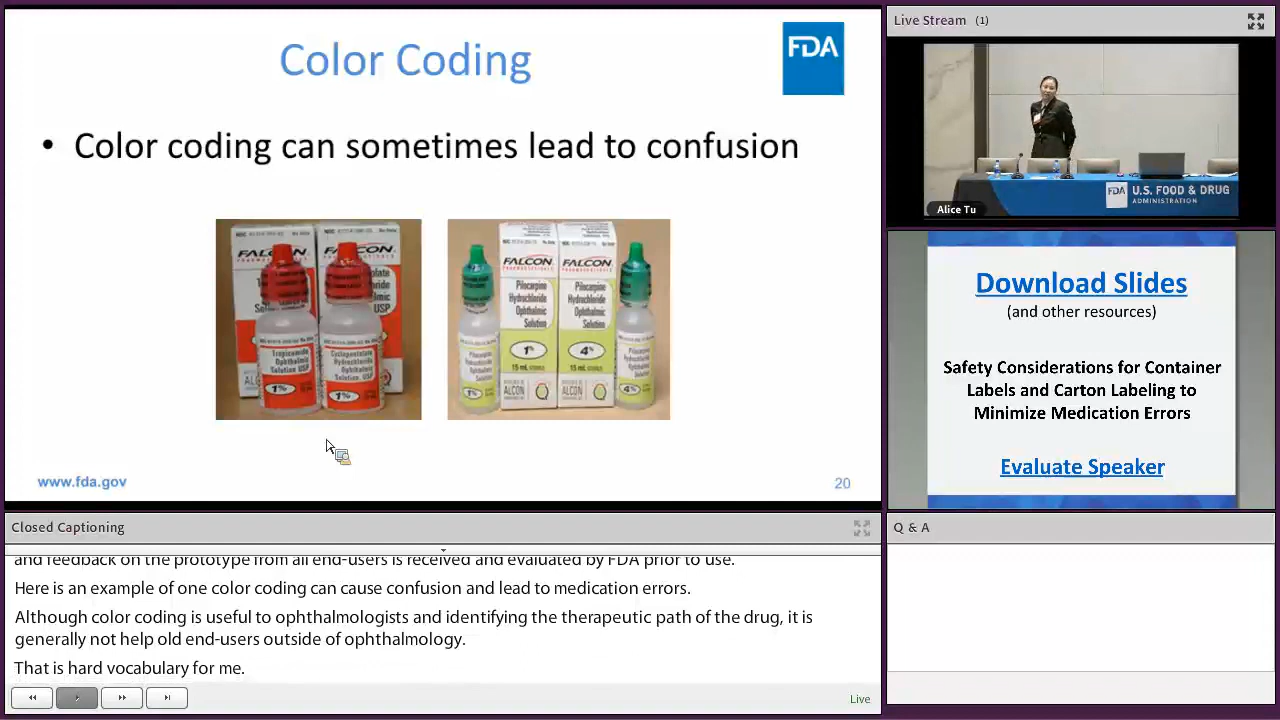 Color Coding
FDA
• Color coding can sometimes lead to confusion
FALCON
FALCON
Tropicamide
Ophthalmic
Solution USP
1%
Cyclopentolate
Hydrochloride
Ophthalmic
Solution, USP
1%
FALCON
PHARMACEUTICALS
Pilocarpine
Hydrochloride
Ophthalmic
Solution
1%
15 mL
ALCON
FALCON
PHARMACEUTICALS
Pilocarpine
Hydrochloride
Ophthalmic
Solution
4%
15 mL
ALCON
1%
4%
www.fda.gov
20
Live Stream (1)
FDA U.S. FOOD & DRUG
ADMINISTRATION
Alice Tu
Download Slides
(and other resources)
Safety Considerations for Container
Labels and Carton Labeling to
Minimize Medication Errors
Evaluate Speaker
Closed Captioning
and feedback on the prototype from all end-users is received and evaluated by FDA prior to use.
Here is an example of one color coding can cause confusion and lead to medication errors.
Although color coding is useful to ophthalmologists and identifying the therapeutic path of the drug, it is
generally not help old end-users outside of ophthalmology.
That is hard vocabulary for me.
Live
Q & A